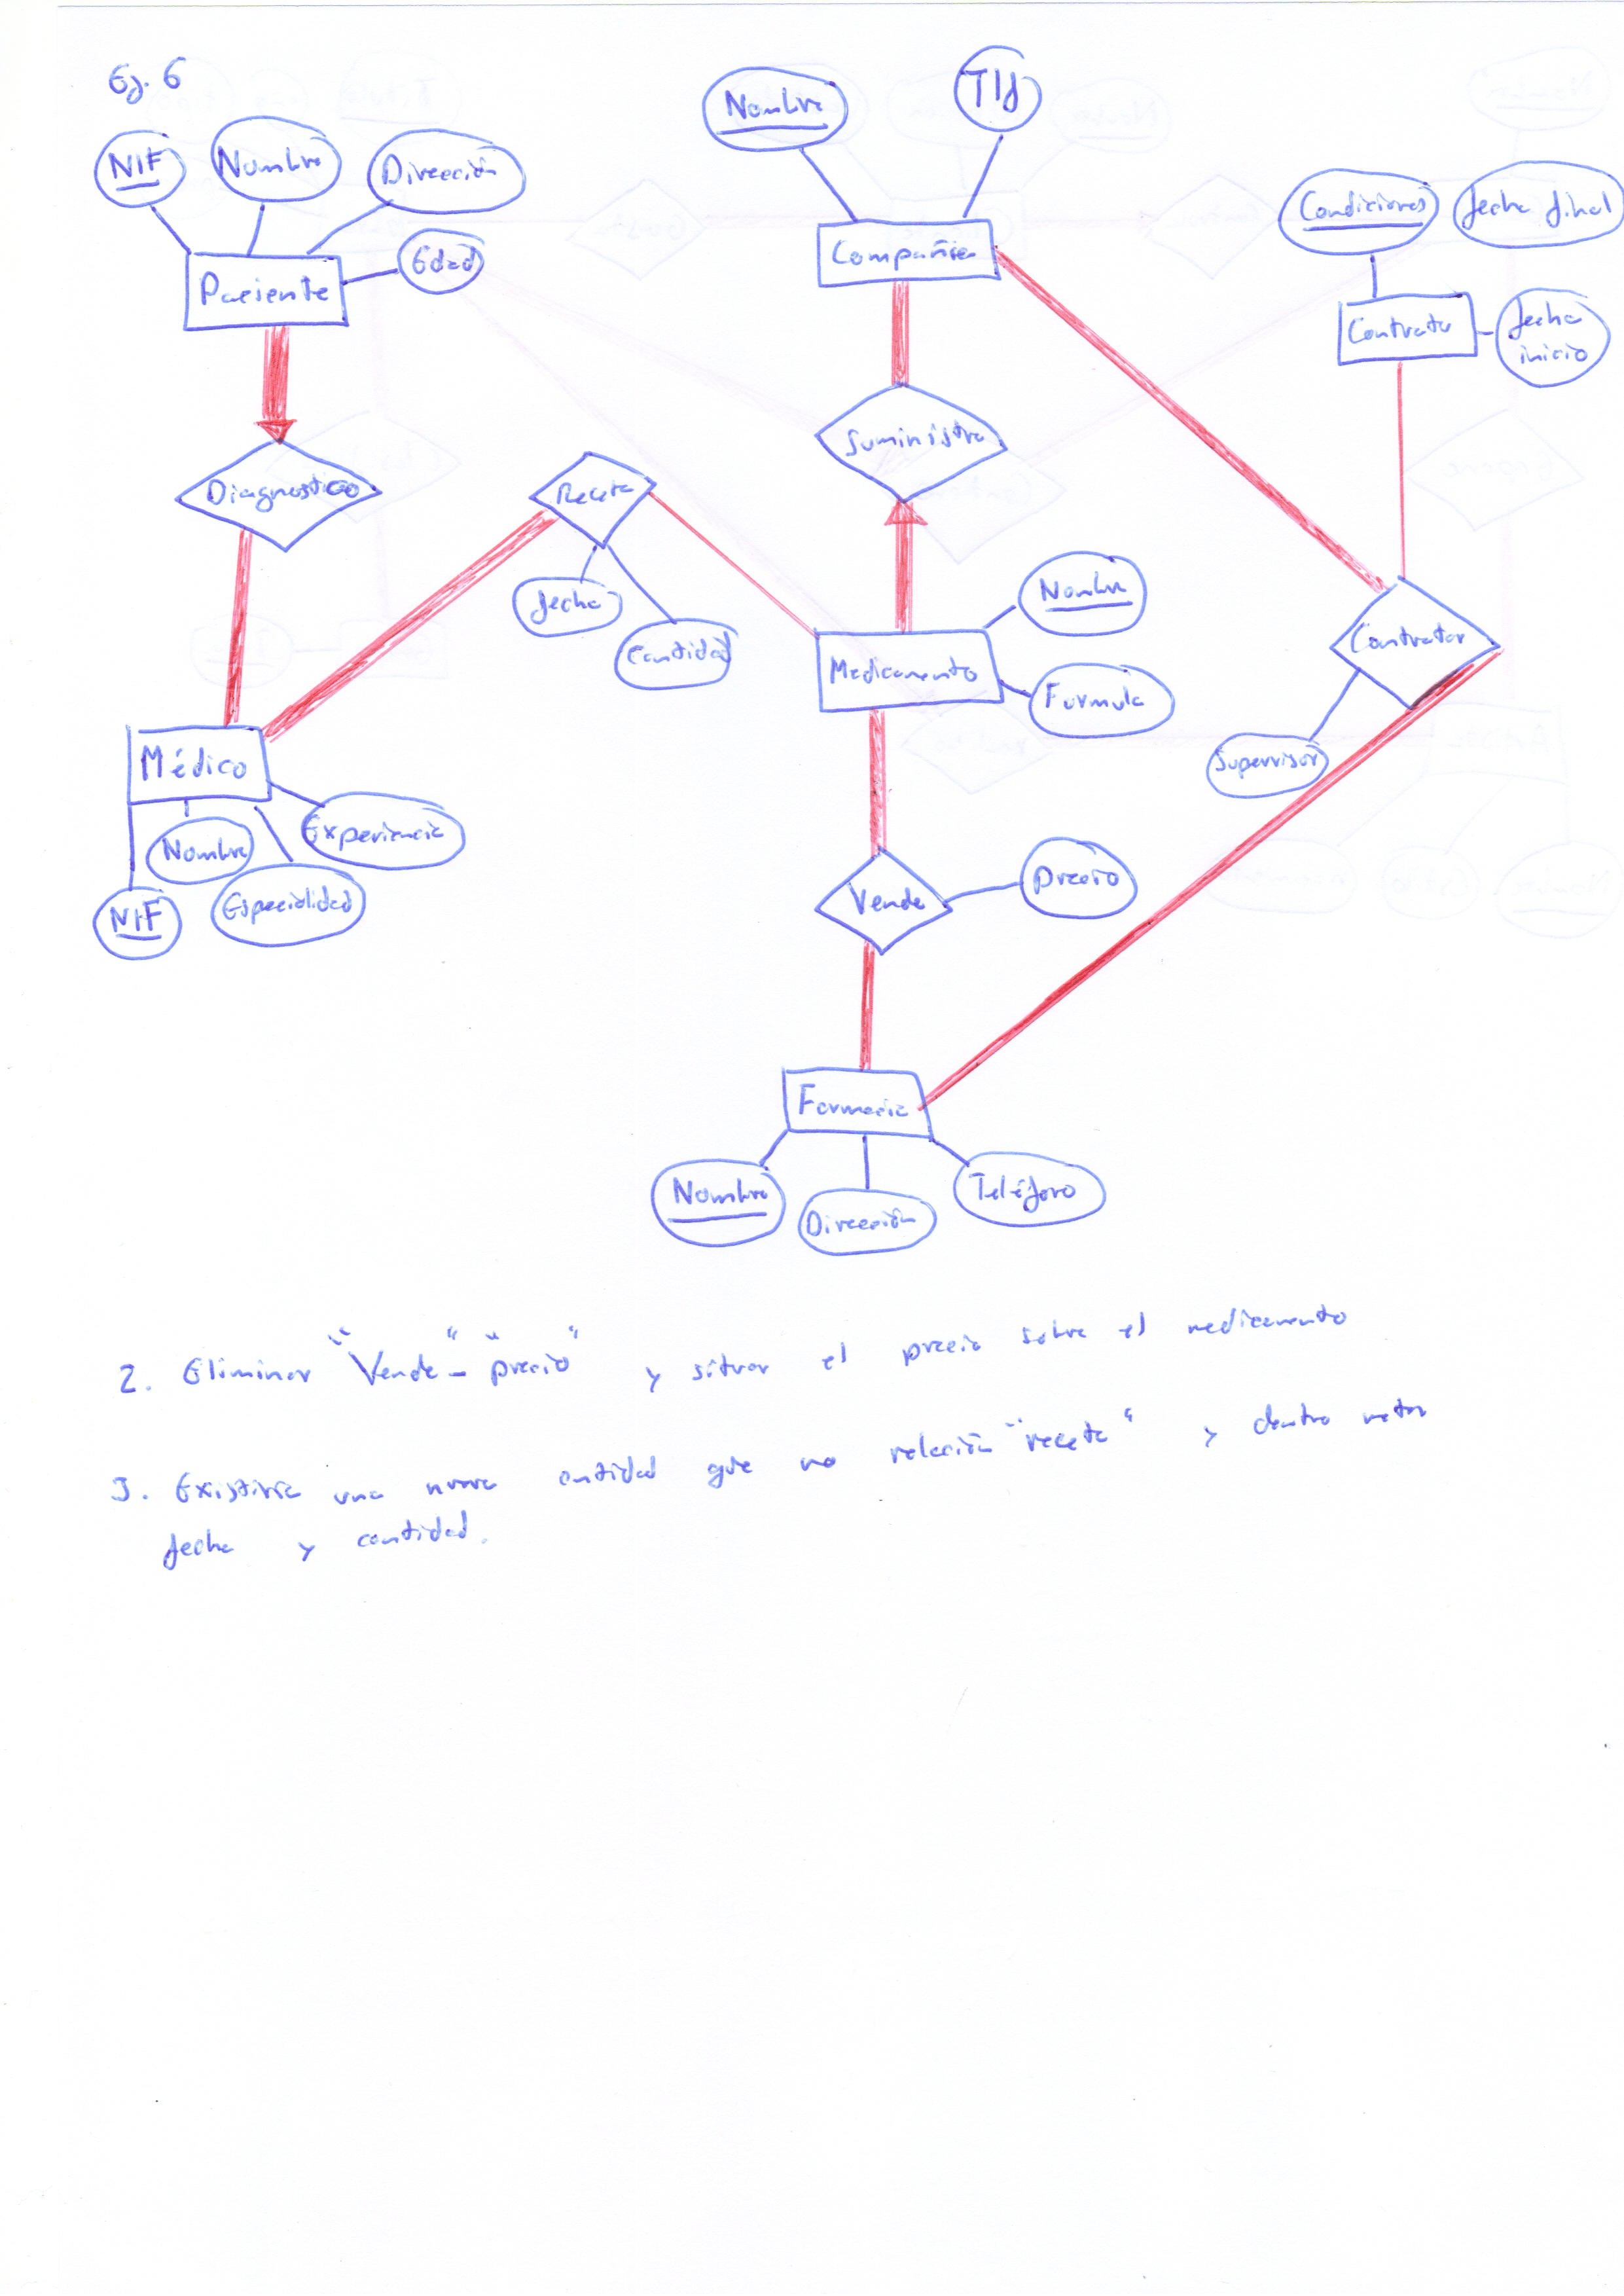 Ej. 6
Nombre
Tlf
NIF
Nombre
Dirección
Condiciones
fecha final
Edad
Compañía
Paciente
Contrato
fecha
inicio
Suministra
Diagnostico
Receta
fecha
Cantidad
Nombre
Medicamento
Formula
Contratar
Supervisor
Médico
Nombre
Experiencia
NIF
Especialidad
Vende
precio
Farmacia
Nombre
Dirección
Teléfono
2. Eliminar "Vende" - "precio" y situar el precio sobre el medicamento
3. Existiria una nueva entidad que no relación "receta" y dentro meter
fecha y cantidad.